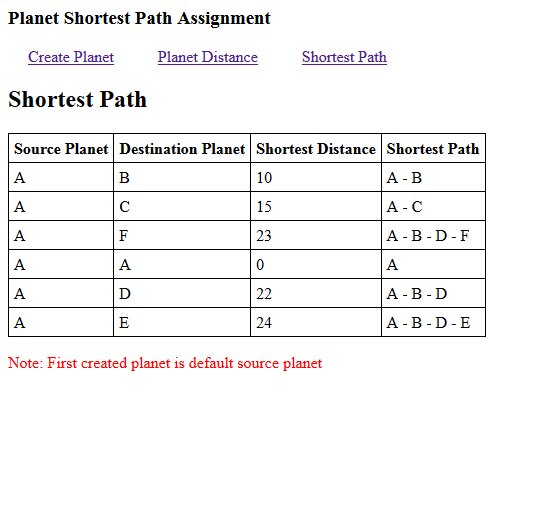 Planet Shortest Path Assignment
Create Planet Planet Distance Shortest Path
Shortest Path
Source Planet Destination Planet Shortest Distance Shortest Path
A B 10 A - B
A C 15 A - C
A F 23 A - B - D - F
A A 0 A
A D 22 A - B - D
A E 24 A - B - D - E
Note: First created planet is default source planet